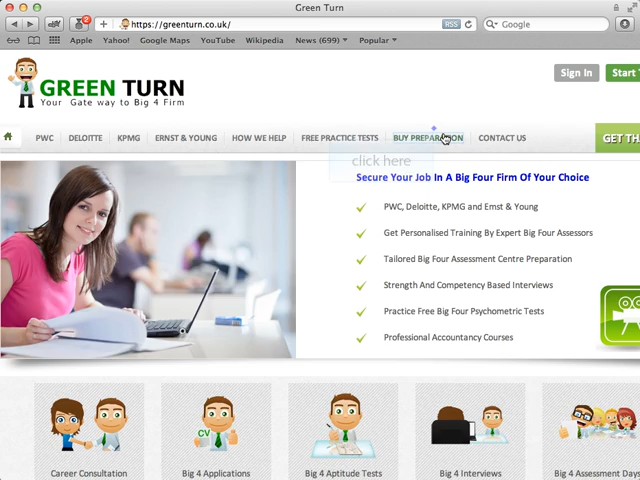 Green Turn
2
https://greenturn.co.uk/
RSS
Google
Apple
Yahoo!
Google Maps
YouTube
Wikipedia
News (699)
Popular
GREEN TURN
Your Gate way to Big 4 Firm
Sign In
Start
PWC
DELOITTE
KPMG
ERNST & YOUNG
HOW WE HELP
FREE PRACTICE TESTS
BUY PREPARATION
CONTACT US
GET
click here
Secure Your Job In A Big Four Firm Of Your Choice
PWC, Deloitte, KPMG and Ernst & Young
Get Personalised Training By Expert Big Four Assessors
Tailored Big Four Assessment Centre Preparation
Strength And Competency Based Interviews
Practice Free Big Four Psychometric Tests
Professional Accountancy Courses
CV
Career Consultation
Big 4 Applications
Big 4 Aptitude Tests
Big 4 Interviews
Big 4 Assessment Days